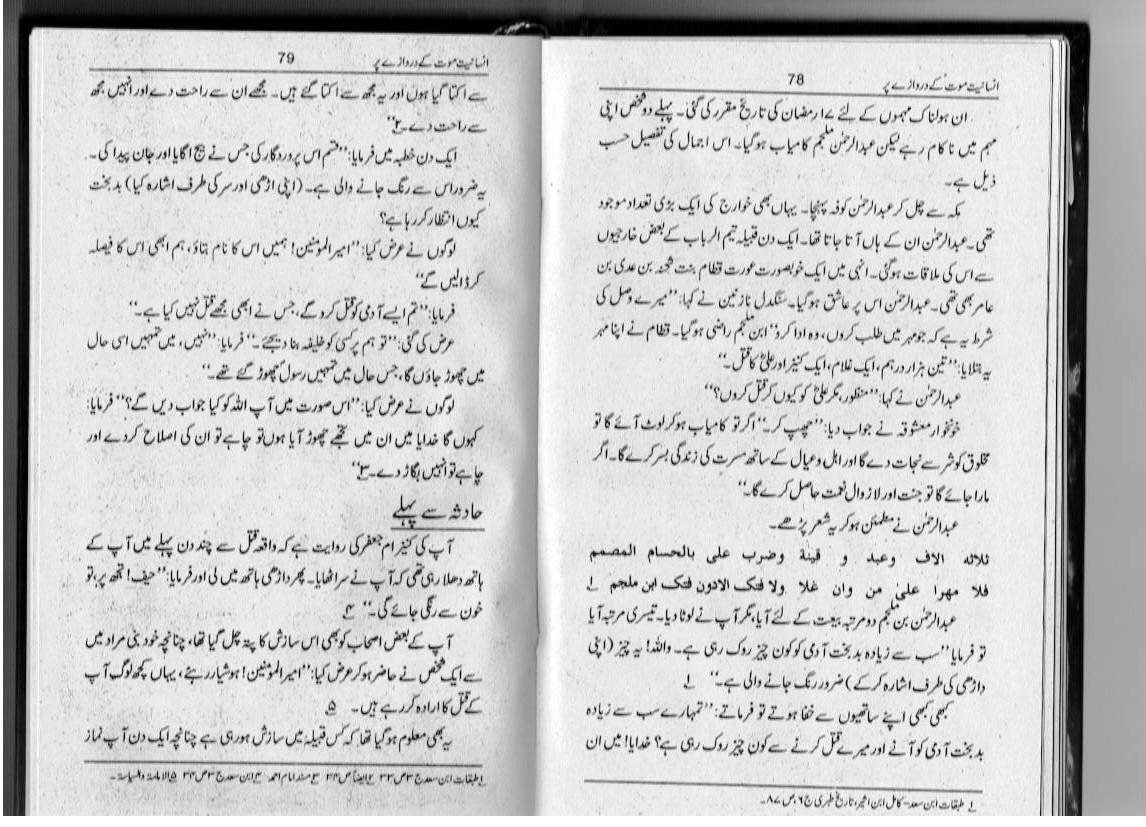 انسانیت موت کے دروازے پر
78
ان ہولناک مہموں کے لئے ۱۷ رمضان کی تاریخ مقرر کی گئی۔ پہلے دو شخص اپنی
مہم میں ناکام رہے لیکن عبدالرحمٰن ملجم کامیاب ہوگیا۔ اس اجمال کی تفصیل حسب
ذیل ہے۔
مکہ سے چل کر عبدالرحمٰن کوفہ پہنچا۔ یہاں بھی خوارج کی ایک بڑی تعداد موجود
تھی۔ عبدالرحمٰن ان کے ہاں آتا جاتا تھا۔ ایک دن قبیلہ تیم الرباب کے بعض خارجیوں
سے اس کی ملاقات ہوگئی۔ انہی میں ایک خوبصورت عورت قطام بنت شجنہ بن عدی بن
عامر بھی تھی۔ عبدالرحمٰن اس پر عاشق ہوگیا۔ سنگدل نازنین نے کہا: ’’میرے وصل کی
شرط یہ ہے کہ جو مہر میں طلب کروں، وہ ادا کرو‘‘ ابن ملجم راضی ہوگیا۔ قطام نے اپنا مہر
یہ بتلایا: ’’تین ہزار درہم، ایک غلام، ایک کنیز اور علیؓ کا قتل۔‘‘
عبدالرحمٰن نے کہا: ’’منظور، مگر علیؓ کو کیوں کر قتل کروں؟‘‘
خونخوار معشوقہ نے جواب دیا: ’’چھپ کر۔‘‘ اگر تو کامیاب ہوکر لوٹ آئے گا تو
مخلوق کو شر سے نجات دے گا اور اہل و عیال کے ساتھ مسرت کی زندگی بسر کرے گا۔ اگر
مارا جائے گا تو جنت اور لازوال نعمت حاصل کرے گا۔‘‘
عبدالرحمٰن نے مطمئن ہوکر یہ شعر پڑھے۔
ثلاثہ الاف وعبد و قینة وضرب علی بالحسام المصمم
فلا مهرا علیٰ من وان غلا ولا فتک الادون فتک ابن ملجم ۱
عبدالرحمٰن بن ملجم دو مرتبہ بیعت کے لئے آیا، مگر آپ نے لوٹا دیا۔ تیسری مرتبہ آیا
تو فرمایا ’’سب سے زیادہ بد بخت آدمی کو کون چیز روک رہی ہے۔ واللہ! یہ چیز (اپنی
داڑھی کی طرف اشارہ کرکے) ضرور رنگ جانے والی ہے۔‘‘ ۱
کبھی کبھی اپنے ساتھیوں سے خفا ہوتے تو فرماتے: ’’تمہارے سب سے زیادہ
بد بخت آدمی کو آنے اور میرے قتل کرنے سے کون چیز روک رہی ہے؟ خدایا! میں ان
۱ طبقات ابن سعد۔ کامل ابن اثیر، تاریخ طبری ج ۶، ص ۸۷۔
انسانیت موت کے دروازے پر
79
سے اکتا گیا ہوں اور یہ مجھ سے اکتا گئے ہیں۔ مجھے ان سے راحت دے اور انہیں مجھ
سے راحت دے۔ ۲‘‘
ایک دن خطبہ میں فرمایا: ’’قسم اس پروردگار کی جس نے بیج اگایا اور جان پیدا کی۔
یہ ضرور اس سے رنگ جانے والی ہے۔ (اپنی اڑھی اور سر کی طرف اشارہ کیا) بد بخت
کیوں انتظار کر رہا ہے؟
لوگوں نے عرض کیا: ’’امیر المومنین! ہمیں اس کا نام بتاؤ، ہم ابھی اس کا فیصلہ
کر ڈالیں گے‘‘
فرمایا: ’’تم ایسے آدمی کو قتل کرو گے، جس نے ابھی مجھے قتل نہیں کیا ہے۔‘‘
عرض کی گئی: ’’تو ہم پر کسی کو خلیفہ بنا دیجئے۔‘‘ فرمایا: ’’نہیں، میں تمہیں اسی حال
میں چھوڑ جاؤں گا، جس حال میں تمہیں رسولؐ چھوڑ گئے تھے۔‘‘
لوگوں نے عرض کیا: ’’اس صورت میں آپ اللہ کو کیا جواب دیں گے؟‘‘ فرمایا:
کہوں گا خدایا میں ان میں تجھے چھوڑ آیا ہوں تو چاہے تو ان کی اصلاح کردے اور
چاہے تو انہیں بگاڑ دے۔ ۳‘‘
حادثہ سے پہلے
آپ کی کنیز ام جعفر کی روایت ہے کہ واقعہ قتل سے چند دن پہلے میں آپ کے
ہاتھ دھلا رہی تھی کہ آپ نے سر اٹھایا۔ پھر داڑھی ہاتھ میں لی اور فرمایا: ’’حیف! تجھ پر، تو
خون سے رنگی جائے گی۔‘‘ ۴
آپ کے بعض اصحاب کو بھی اس سازش کا پتہ چل گیا تھا، چنانچہ خود بنی مراد میں
سے ایک شخص نے حاضر ہوکر عرض کیا: ’’امیر المومنین! ہوشیار رہئے، یہاں کچھ لوگ آپ
کے قتل کا ارادہ کر رہے ہیں۔ ۵
یہ بھی معلوم ہوگیا تھا کہ کس قبیلہ میں سازش ہو رہی ہے چنانچہ ایک دن آپ نماز
۱ طبقات ابن سعد ج ۳ ص ۲۲ ۲ ایضاً ص ۲۴ ۳ مسند امام احمد ۴ ابن سعد ج ۳ ص ۲۴ ۵ الامامة والسیاسة۔